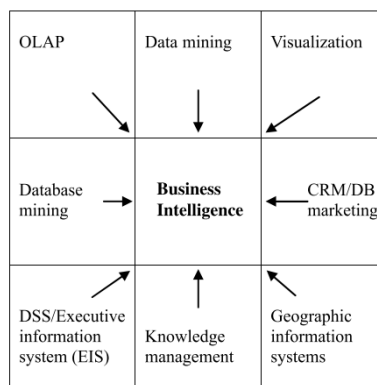 OLAP
Data mining
Visualization
Database
mining
Business
Intelligence
CRM/DB
marketing
DSS/Executive
information
system (EIS)
Knowledge
management
Geographic
information
systems